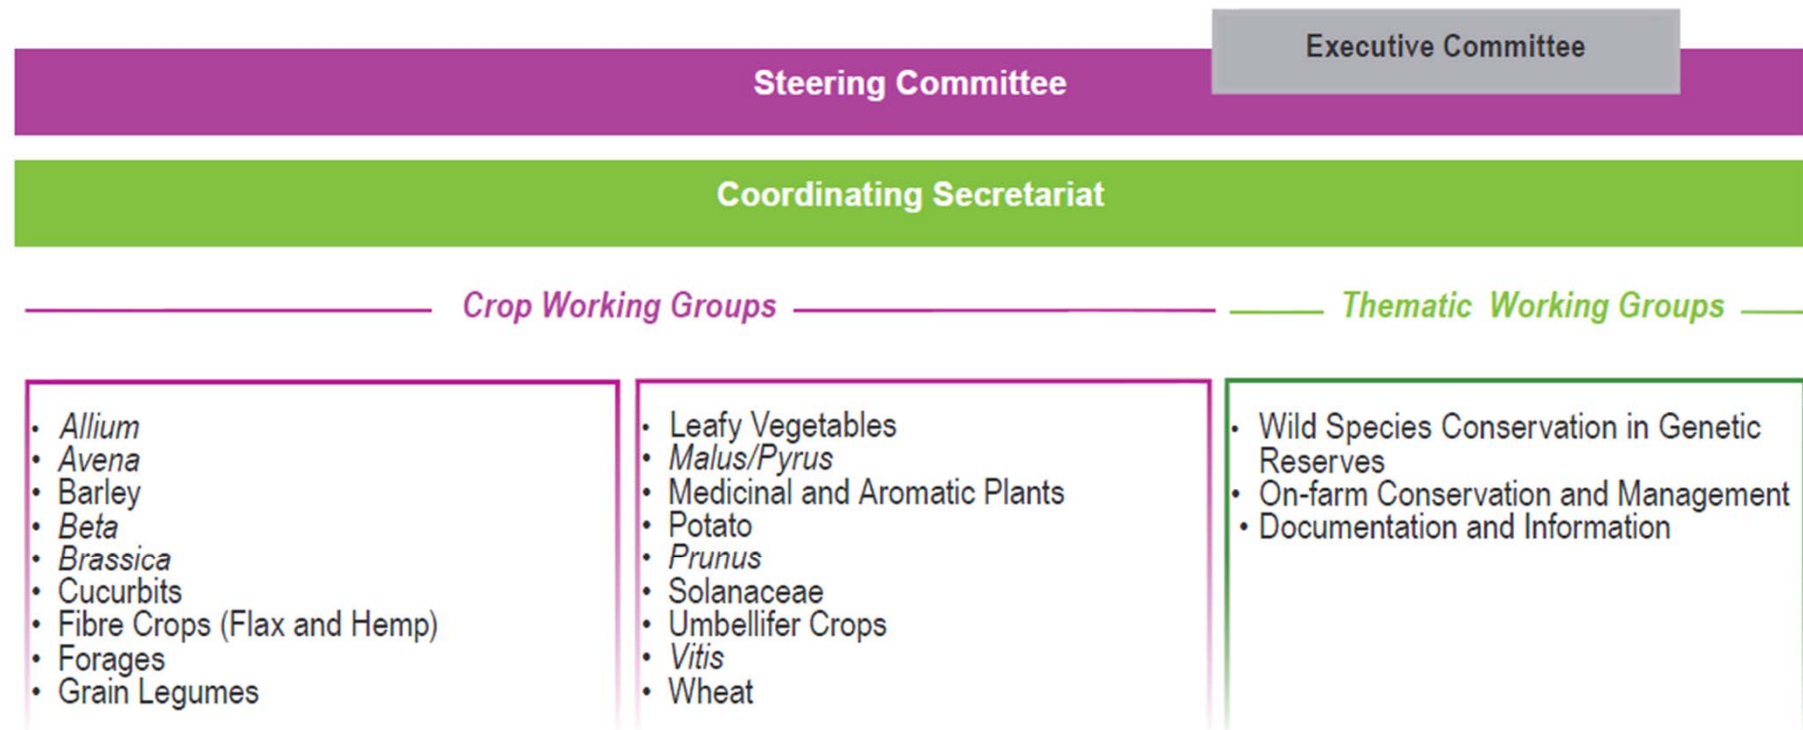 Executive Committee
Steering Committee
Coordinating Secretariat
Crop Working Groups
Thematic Working Groups
• Allium
• Avena
• Barley
• Beta
• Brassica
• Cucurbits
• Fibre Crops (Flax and Hemp)
• Forages
• Grain Legumes
• Leafy Vegetables
• Malus/Pyrus
• Medicinal and Aromatic Plants
• Potato
• Prunus
• Solanaceae
• Umbellifer Crops
• Vitis
• Wheat
• Wild Species Conservation in Genetic
Reserves
• On-farm Conservation and Management
• Documentation and Information